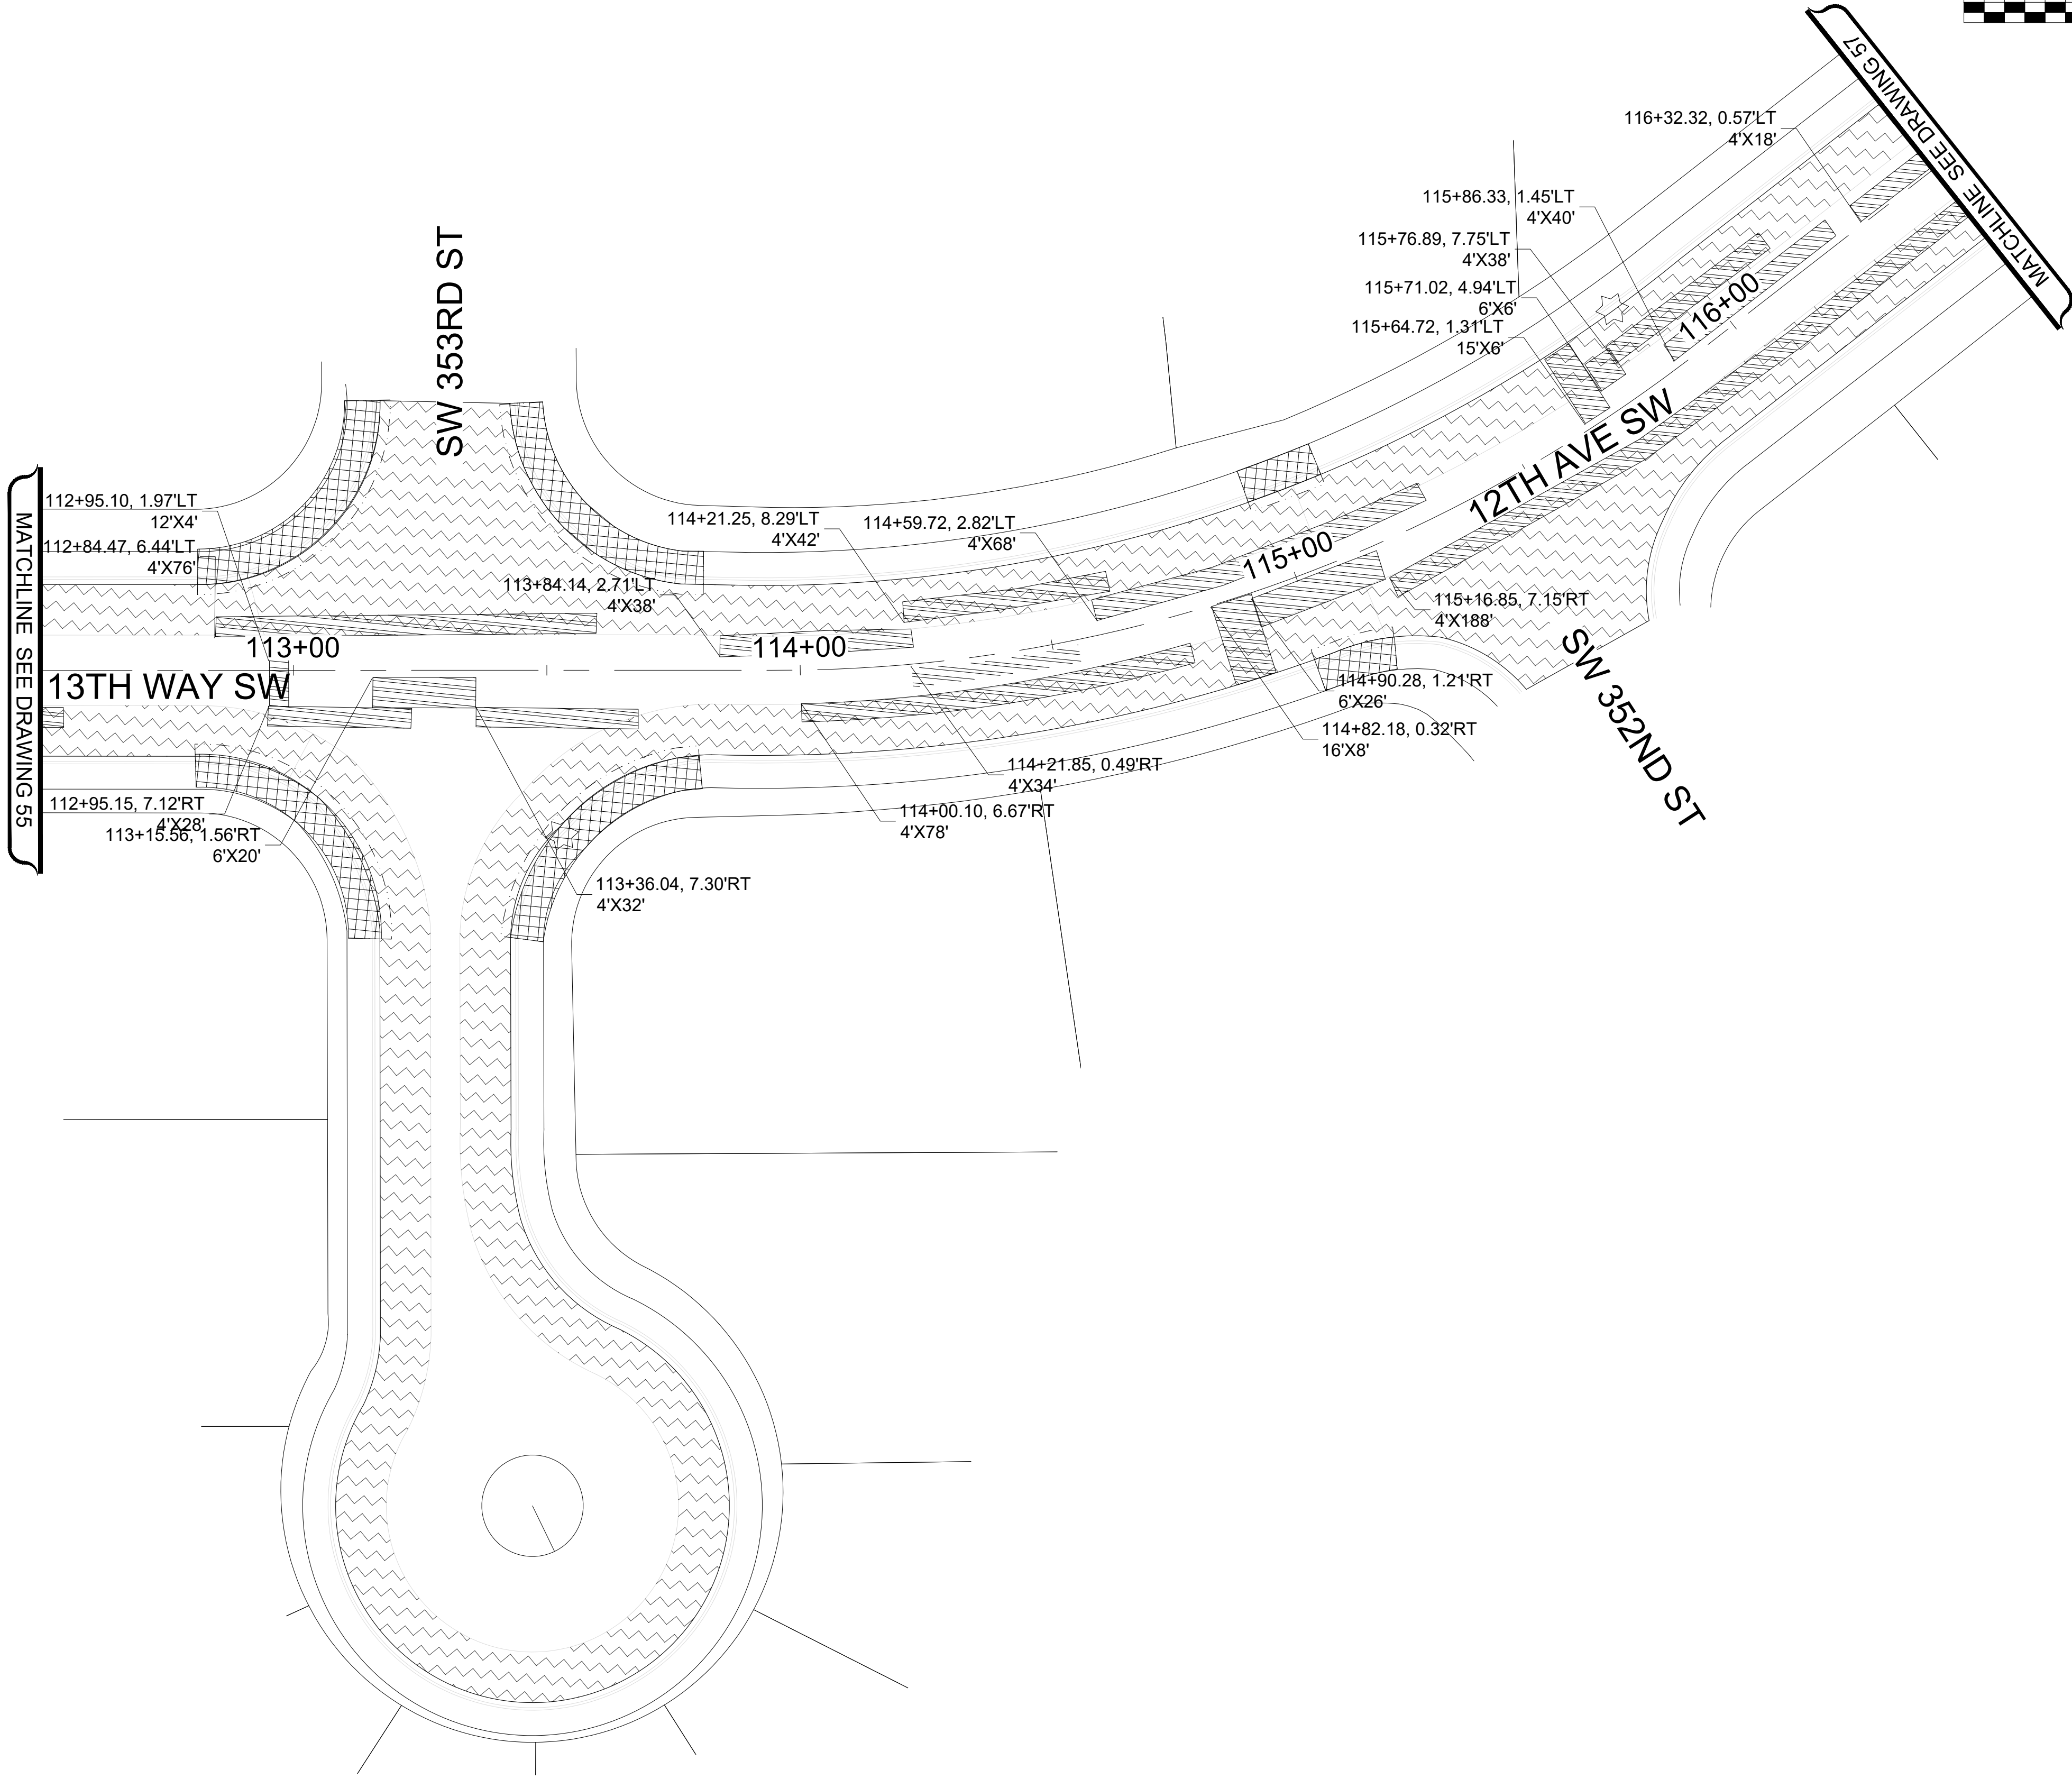 MATCHLINE SEE DRAWING 57
116+32.32, 0.57'LT
4'X18'
115+86.33, 1.45'LT
4'X40'
115+76.89, 7.75'LT
4'X38'
115+71.02, 4.94'LT
6'X6'
115+64.72, 1.31'LT
15'X6'
116+00
SW 353RD ST
12TH AVE SW
112+95.10, 1.97'LT
12'X4'
112+84.47, 6.44'LT
4'X76'
114+21.25, 8.29'LT
4'X42'
114+59.72, 2.82'LT
4'X68'
113+84.14, 2.71'LT
4'X38'
115+00
115+16.85, 7.15'RT
4'X188'
113+00
114+00
13TH WAY SW
MATCHLINE SEE DRAWING 55
SW 352ND ST
114+90.28, 1.21'RT
6'X26'
114+82.18, 0.32'RT
16'X8'
114+21.85, 0.49'RT
4'X34'
114+00.10, 6.67'RT
4'X78'
112+95.15, 7.12'RT
4'X28'
113+15.56, 1.56'RT
6'X20'
113+36.04, 7.30'RT
4'X32'